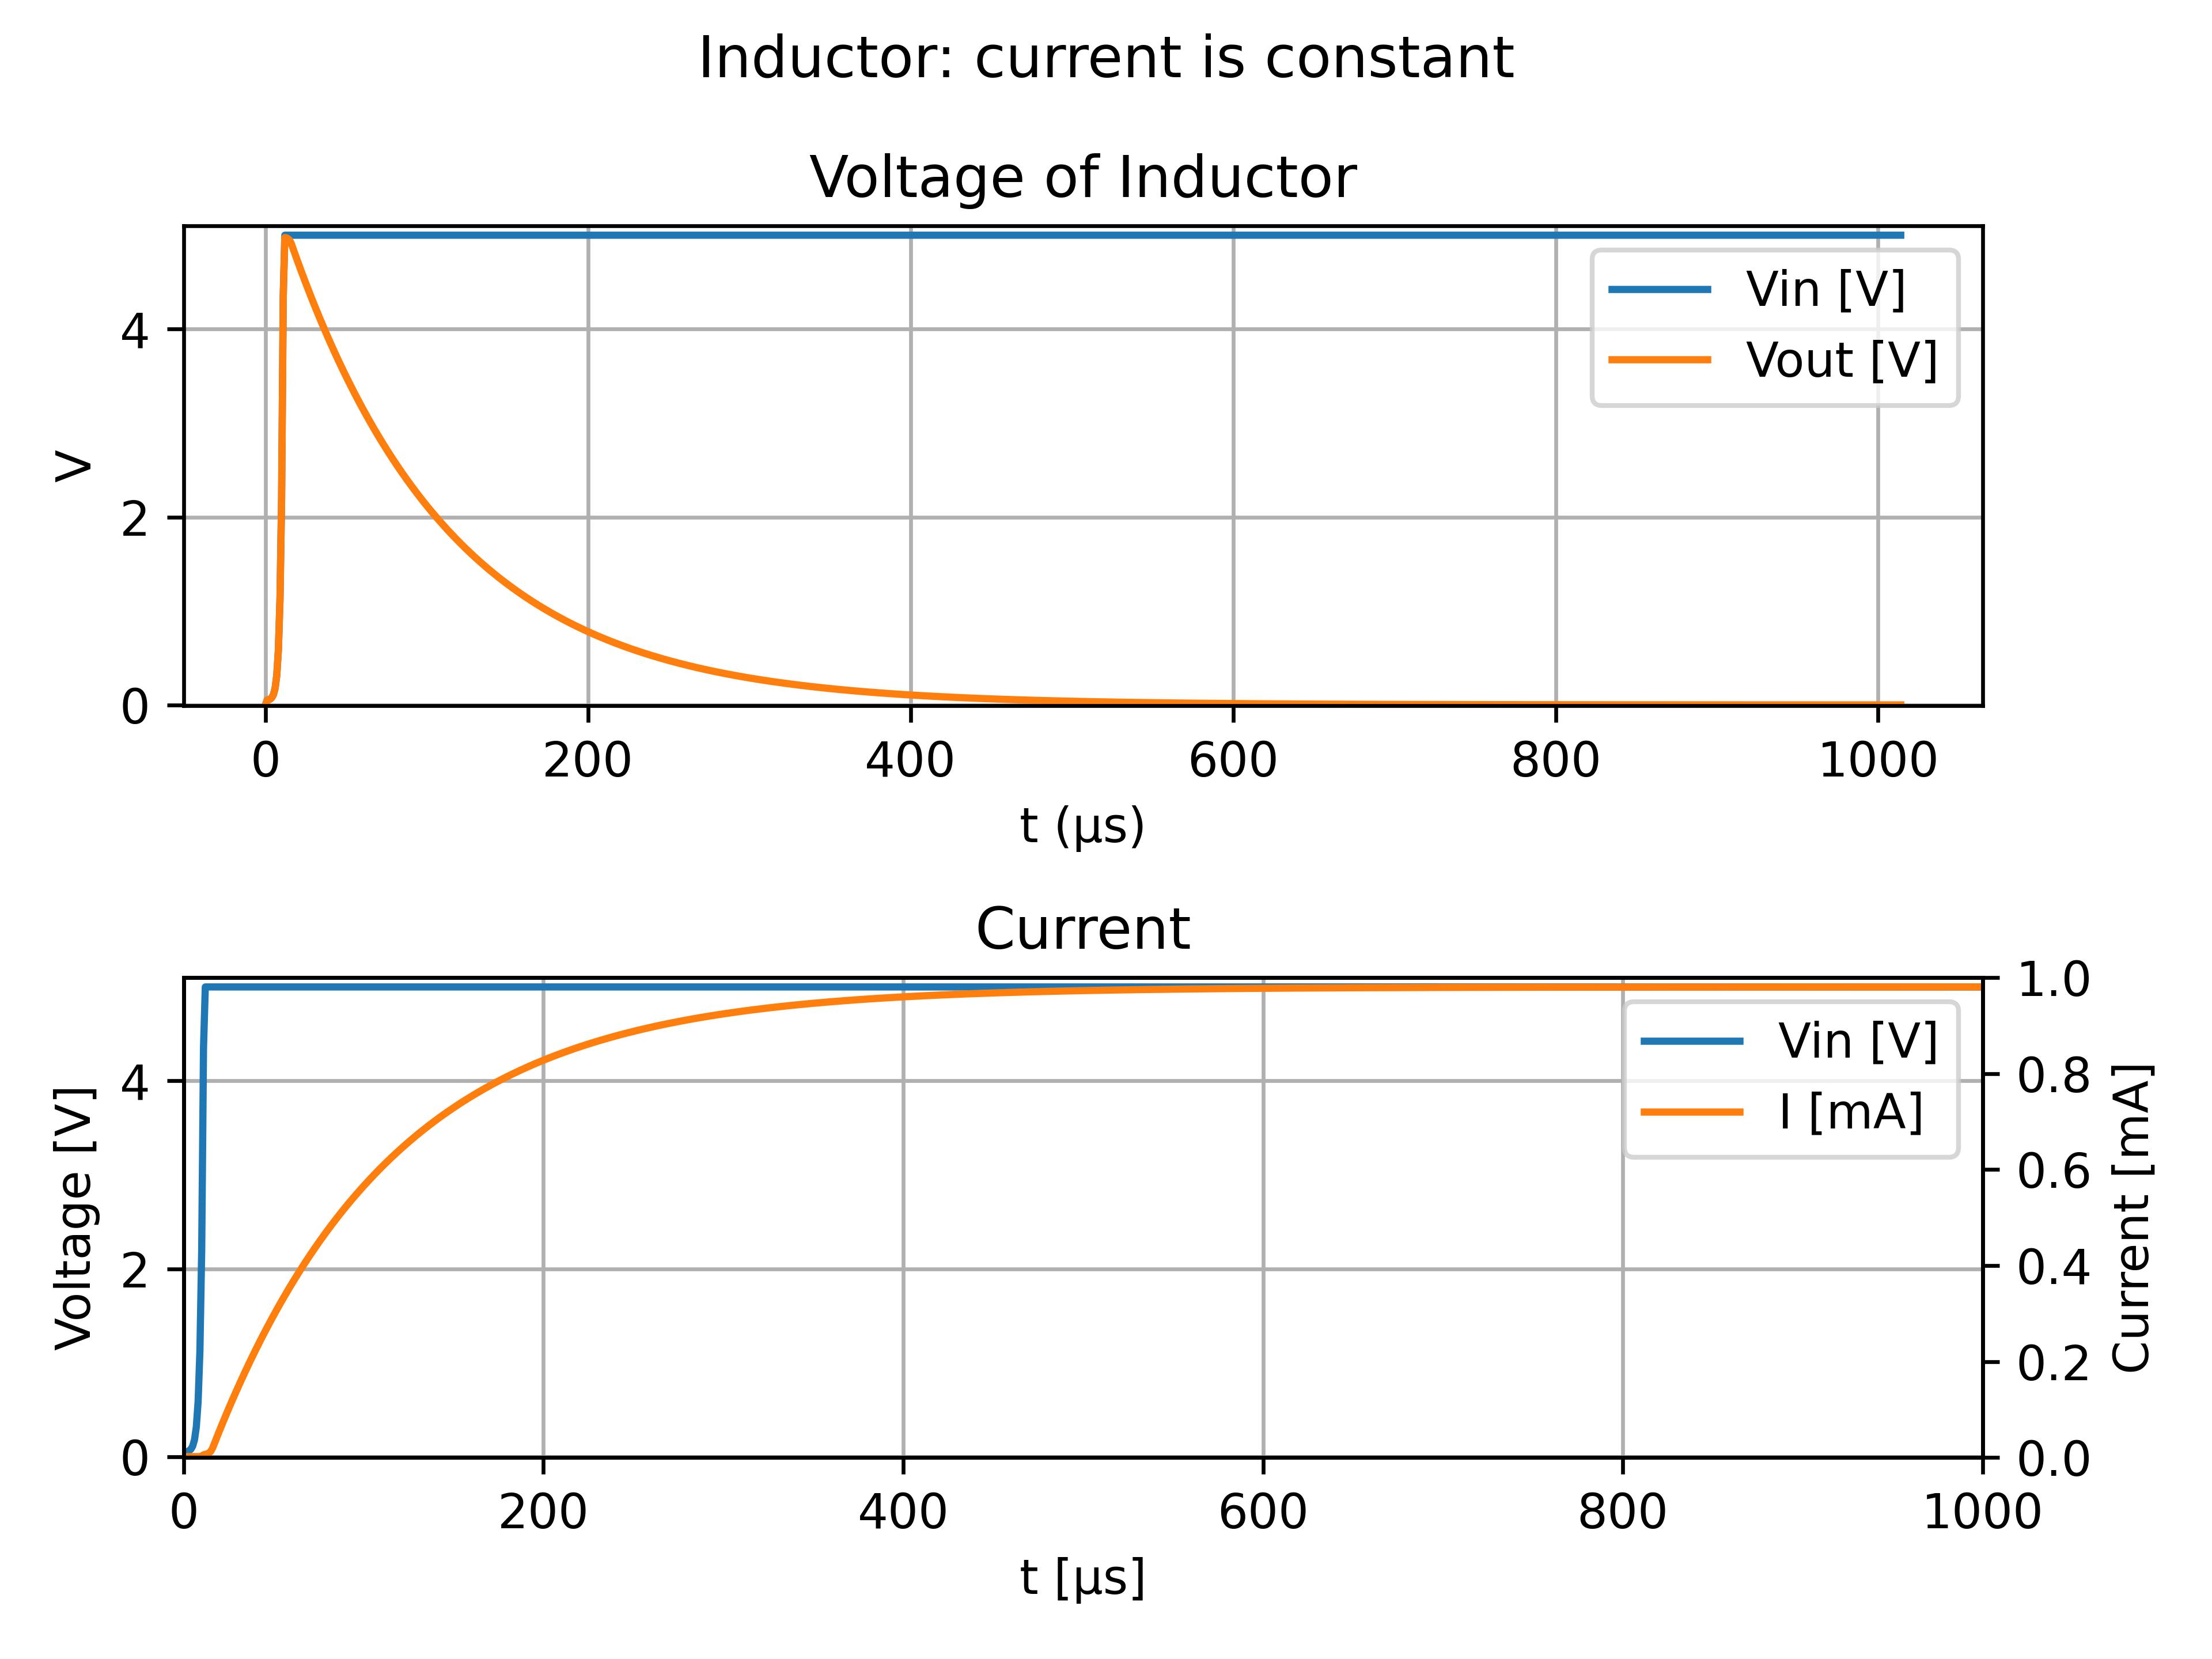 Inductor: current is constant
Voltage of Inductor
V
4
2
0
Vin [V]
Vout [V]
0 200 400 600 800 1000
t (µs)
Current
Voltage [V]
4
2
0
Vin [V]
I [mA]
1.0
0.8
0.6
0.4
0.2
0.0
Current [mA]
0 200 400 600 800 1000
t [µs]